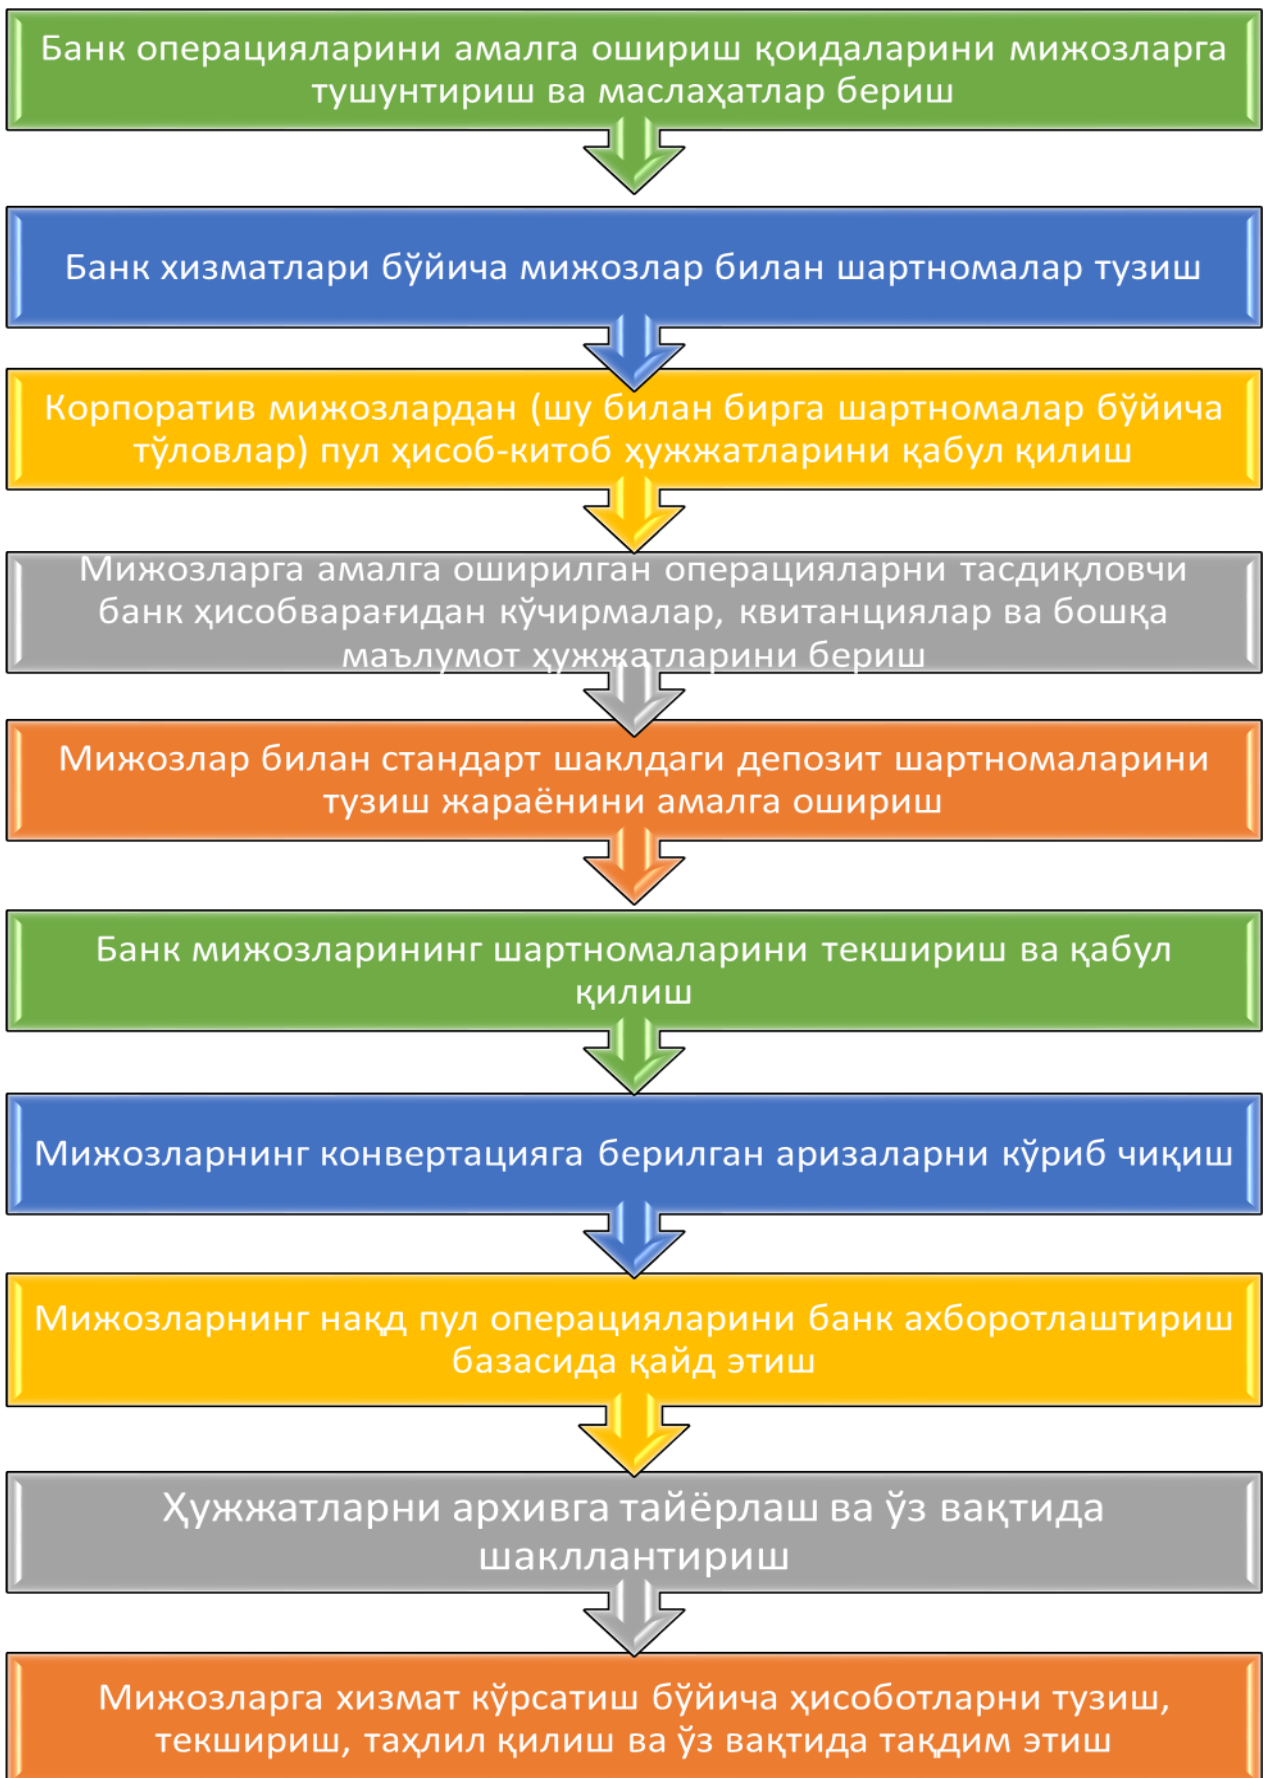 Банк операцияларини амалга ошириш қоидаларини мижозларга
тушунтириш ва маслаҳатлар бериш
Банк хизматлари бўйича мижозлар билан шартномалар тузиш
Корпоратив мижозлардан (шу билан бирга шартномалар бўйича
тўловлар) пул ҳисоб-китоб ҳужжатларини қабул қилиш
Мижозларга амалга оширилган операцияларни тасдиқловчи
банк ҳисобварағидан кўчирмалар, квитанциялар ва бошқа
маълумот ҳужжатларини бериш
Мижозлар билан стандарт шаклдаги депозит шартномаларини
тузиш жараёнини амалга ошириш
Банк мижозларининг шартномаларини текшириш ва қабул
қилиш
Мижозларнинг конвертацияга берилган аризаларни кўриб чиқиш
Мижозларнинг нақд пул операцияларини банк ахборотлаштириш
базасида қайд этиш
Ҳужжатларни архивга тайёрлаш ва ўз вақтида
шакллантириш
Мижозларга хизмат кўрсатиш бўйича ҳисоботларни тузиш,
текшириш, таҳлил қилиш ва ўз вақтида тақдим этиш